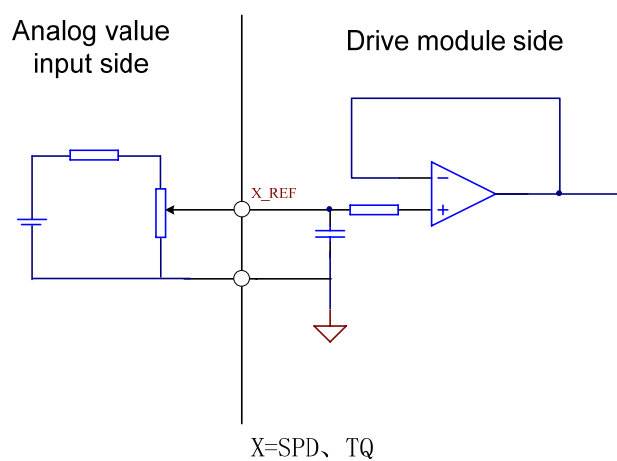 Analog value
input side
Drive module side
X_REF
−
+
X=SPD、TQ